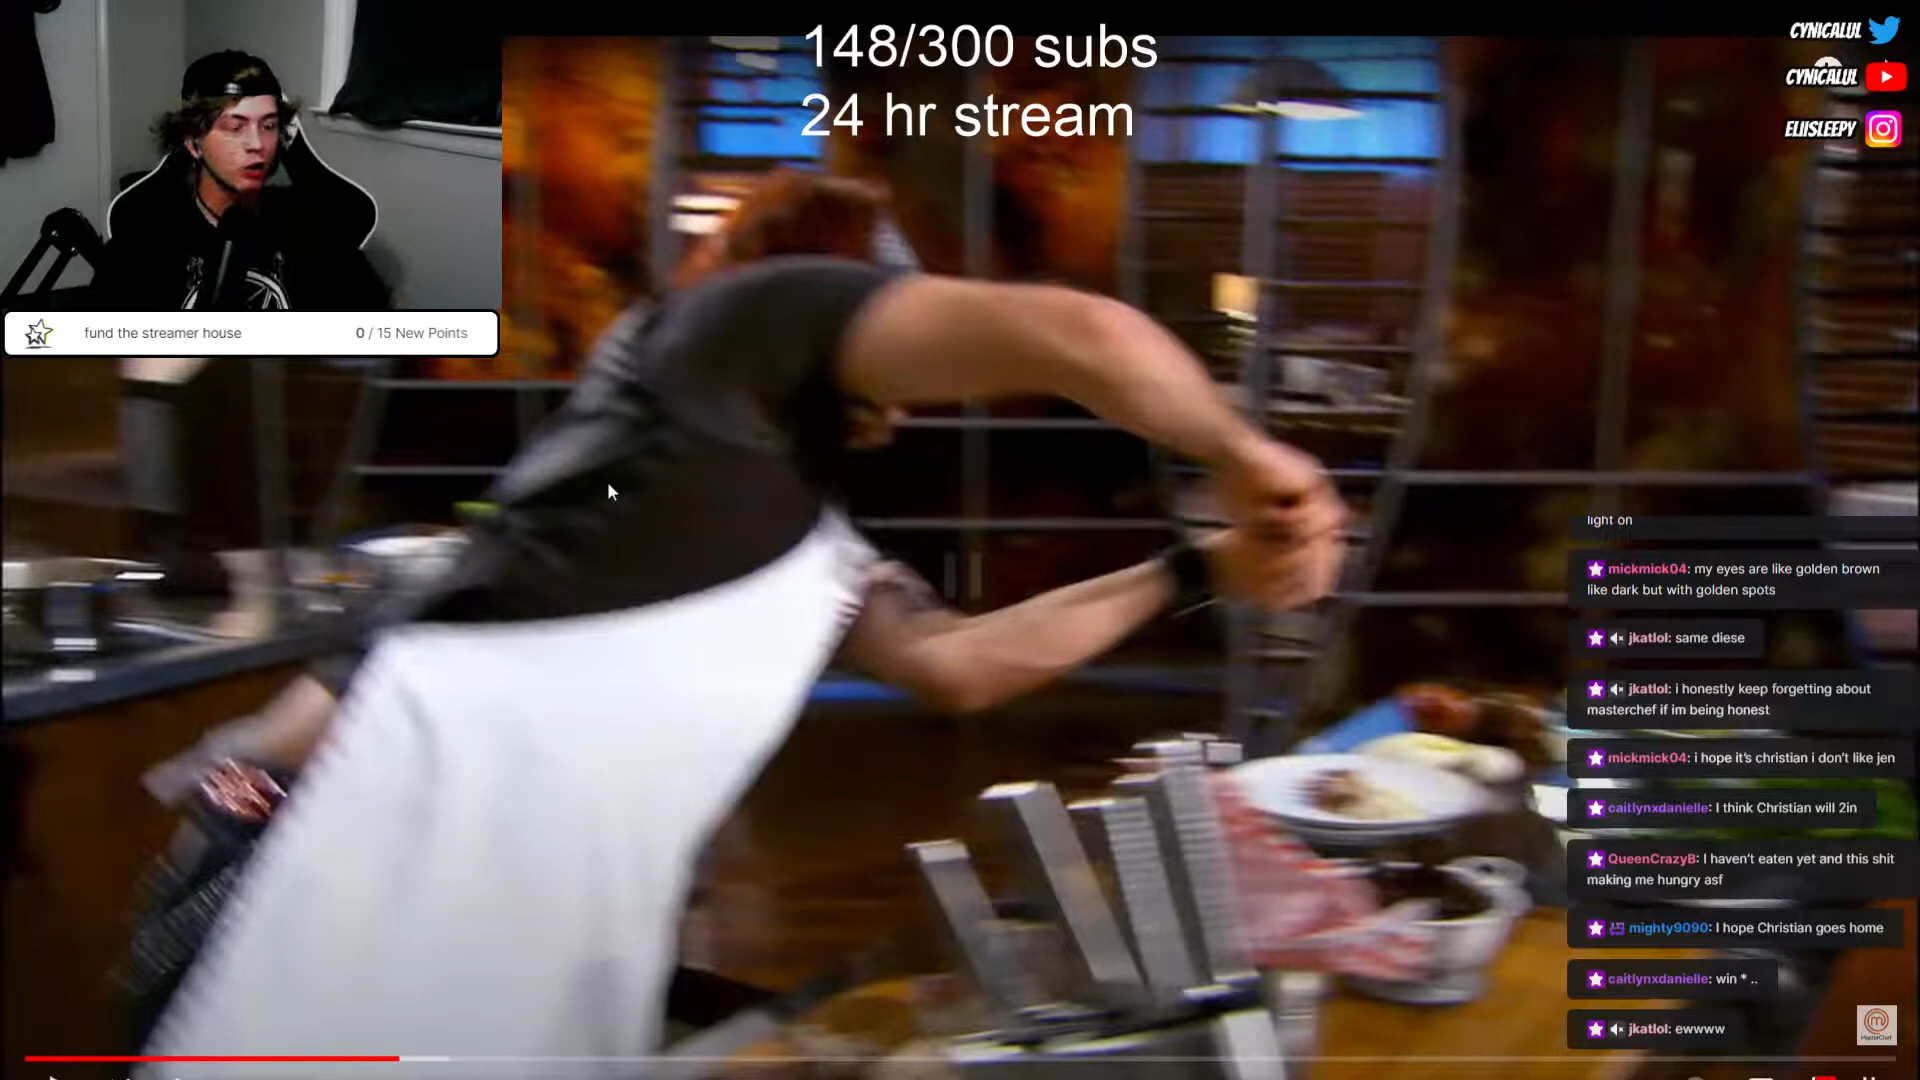 148/300 subs
24 hr stream
CYNICALUL
CYNICALUL
ELIISLEEPY
fund the streamer house 0 / 15 New Points
light on
mickmick04: my eyes are like golden brown
like dark but with golden spots
jkatlol: same diese
jkatlol: i honestly keep forgetting about
masterchef if im being honest
mickmick04: i hope it's christian i don't like jen
caitlynxdanielle: I think Christian will 2in
QueenCrazyB: I haven't eaten yet and this shit
making me hungry asf
mighty9090: I hope Christian goes home
caitlynxdanielle: win * ..
jkatlol: ewwww
MasterChef